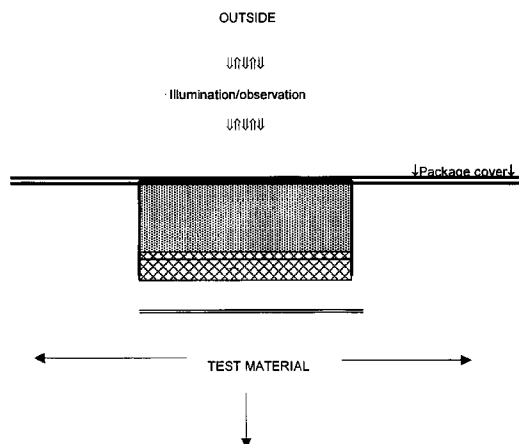 OUTSIDE
Illumination/observation
↓Package cover↓
TEST MATERIAL